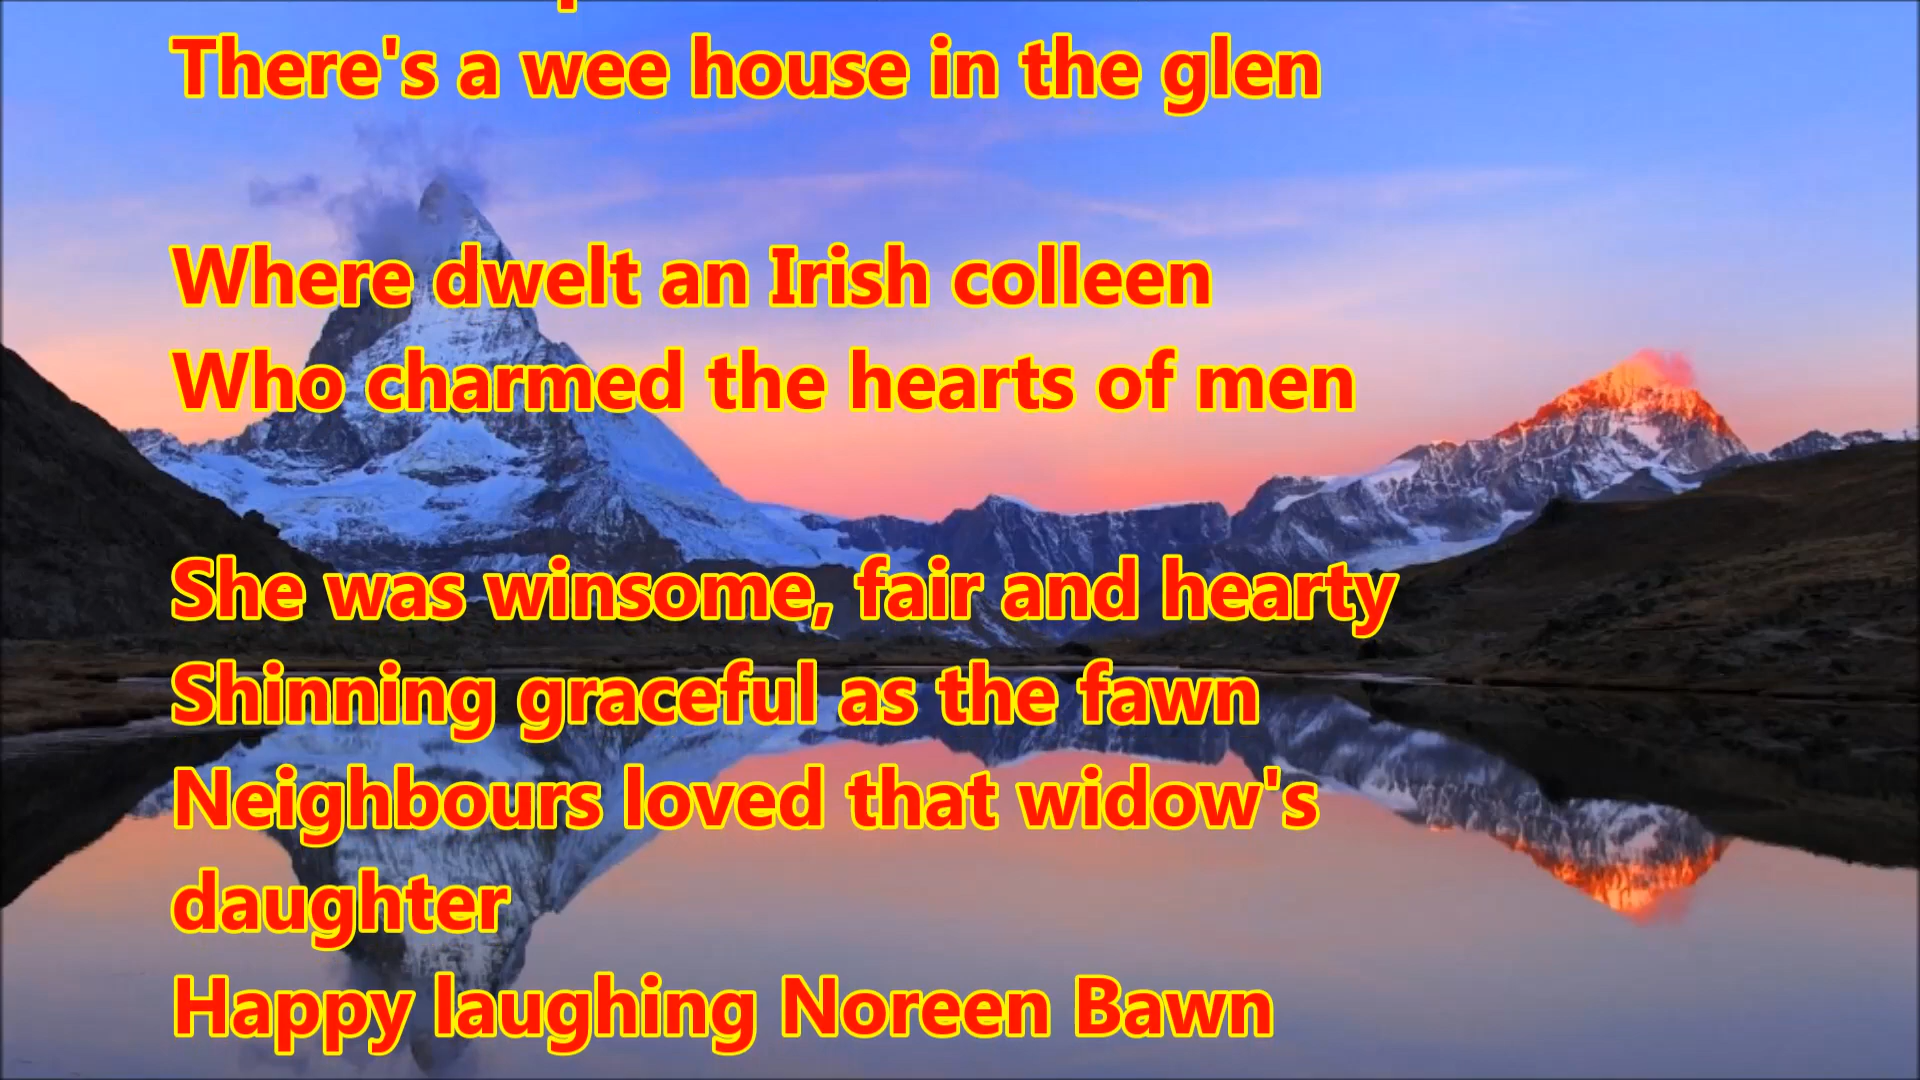 There's a wee house in the glen
Where dwelt an Irish colleen
Who charmed the hearts of men
She was winsome, fair and hearty
Shinning graceful as the fawn
Neighbours loved that widow's
daughter
Happy laughing Noreen Bawn